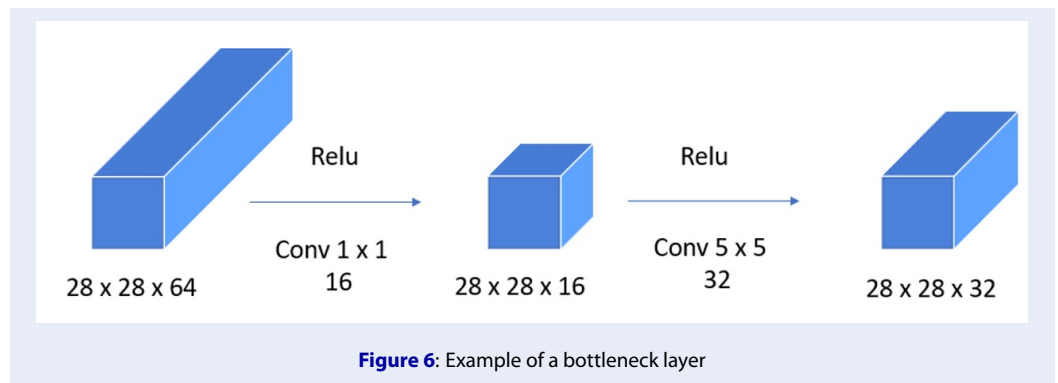 Relu
Relu
Conv 1 x 1
16
Conv 5 x 5
32
28 x 28 x 64
28 x 28 x 16
28 x 28 x 32
Figure 6: Example of a bottleneck layer